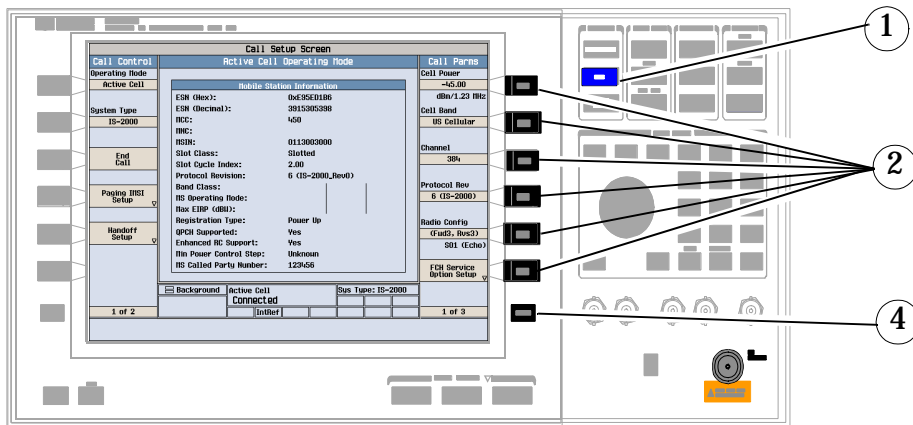 Call Setup Screen
Call Control
Active Cell Operating Mode
Call Parms
Operating Mode
Active Cell
System Type
IS-2000
End
Call
Paging IMSI
Setup
Handoff
Setup
1 of 2
Mobile Station Information
ESN (Hex): 0xE95ED1B6
ESN (Decimal): 3915305398
MCC: 450
MNC:
MSIN: 0113003000
Slot Class: Slotted
Slot Cycle Index: 2.00
Protocol Revision: 6 (IS-2000_Rev0)
Band Class:
MS Operating Mode:
Max EIRP (dBW):
Registration Type: Power Up
QPCH Supported: Yes
Enhanced RC Support: Yes
Min Power Control Step: Unknown
MS Called Party Number: 123456
Background
Active Cell
Sys Type: IS-2000
Connected
IntRef
Cell Power
-45.00
dBm/1.23 MHz
Cell Band
US Cellular
Channel
384
Protocol Rev
6 (IS-2000)
Radio Config
(Fwd3, Rvs3)
SO1 (Echo)
FCH Service
Option Setup
1 of 3
1
2
4